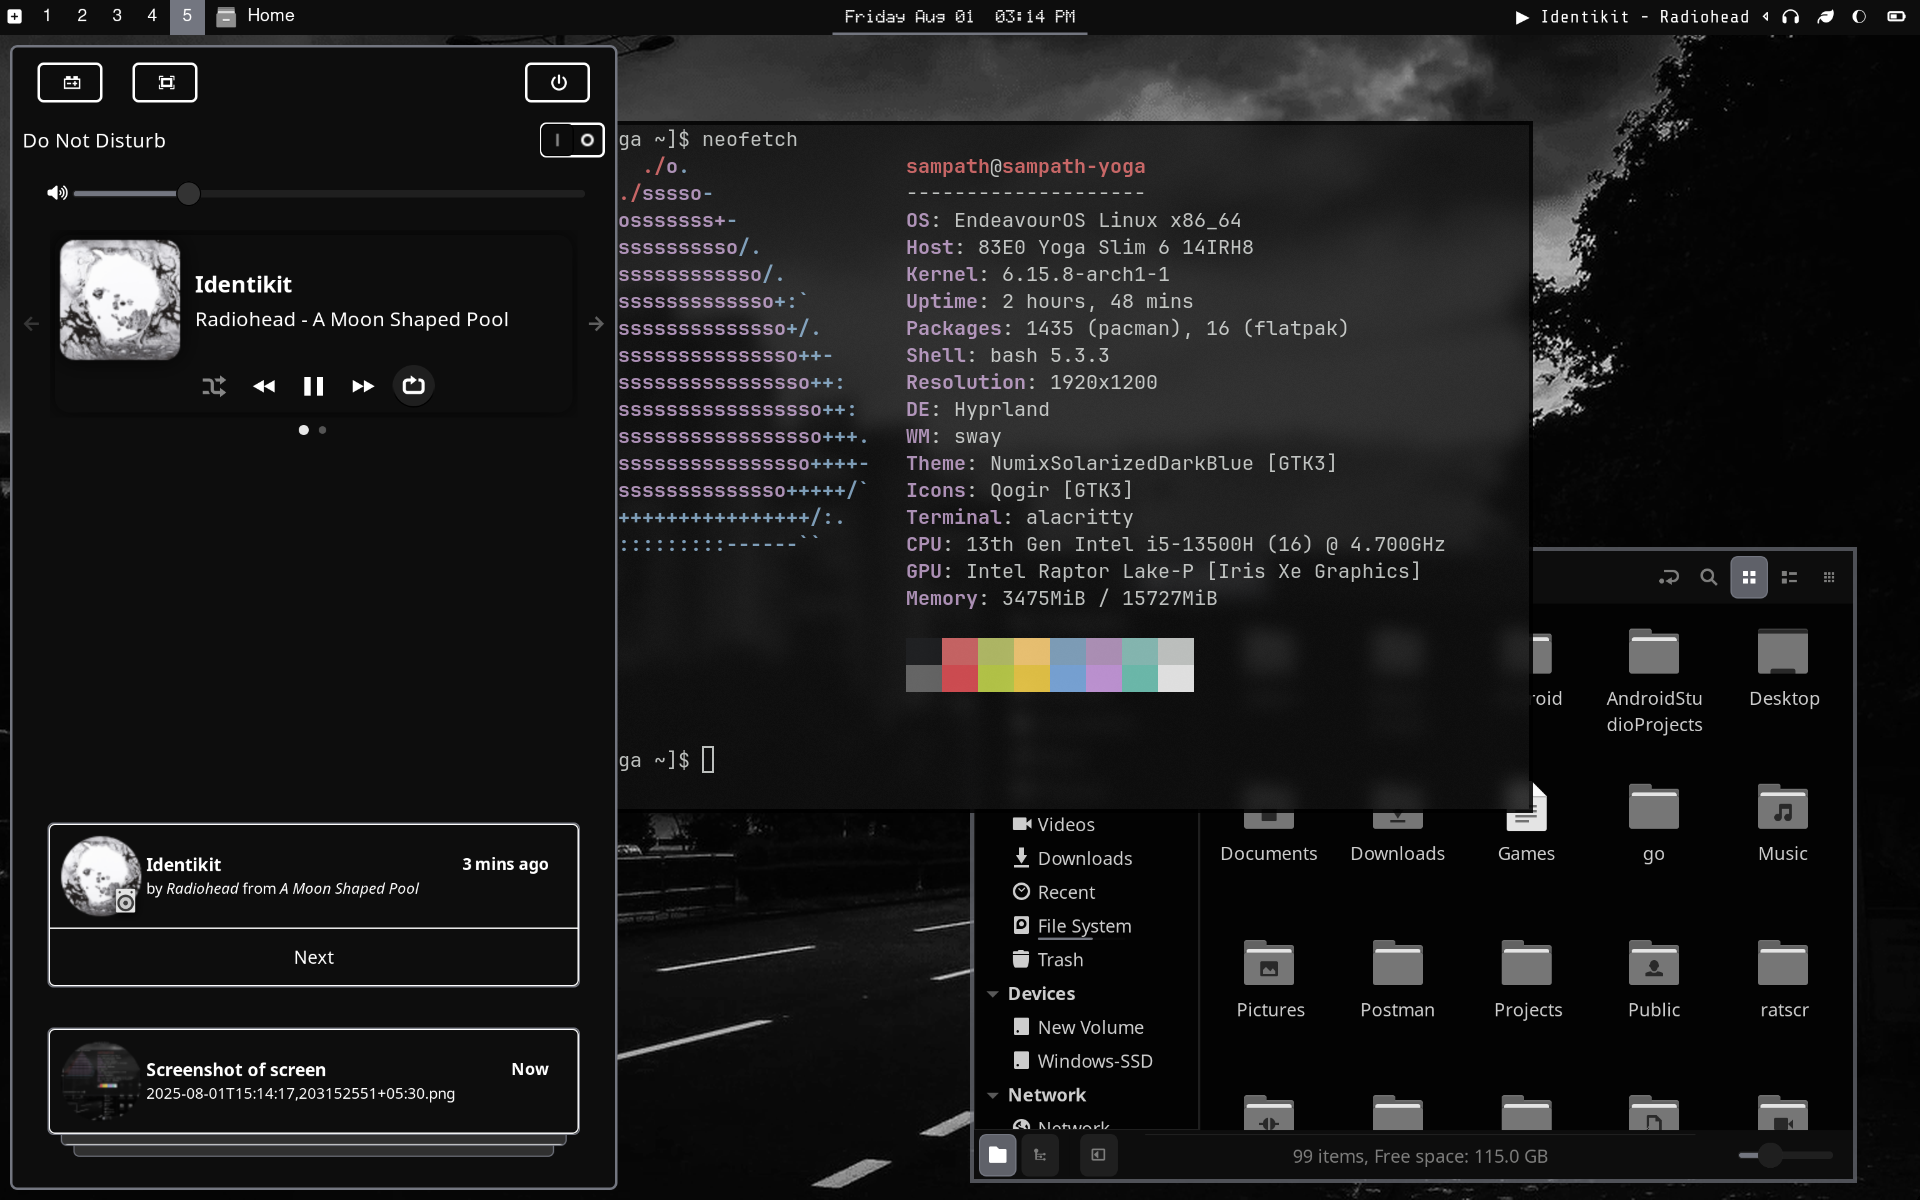 1 2 3 4 5 Home
Friday Aug 01 03:14 PM
Identikit - Radiohead
Do Not Disturb
Identikit
Radiohead - A Moon Shaped Pool
Identikit
3 mins ago
by Radiohead from A Moon Shaped Pool
Next
Screenshot of screen
Now
2025-08-01T15:14:17,203152551+05:30.png
ga ~]$ neofetch
./o.
./sssso-
osssssss+-
ssssssssso/.
ssssssssssso/.
sssssssssssso+:`
ssssssssssssso+/.
sssssssssssssso++-
ssssssssssssssso++:
sssssssssssssssso++:
sssssssssssssssso+++.
ssssssssssssssso++++-
ssssssssssssso+++++/`
++++++++++++++++/:.
:::::::::------``
sampath@sampath-yoga
--------------------
OS: EndeavourOS Linux x86_64
Host: 83E0 Yoga Slim 6 14IRH8
Kernel: 6.15.8-arch1-1
Uptime: 2 hours, 48 mins
Packages: 1435 (pacman), 16 (flatpak)
Shell: bash 5.3.3
Resolution: 1920x1200
DE: Hyprland
WM: sway
Theme: NumixSolarizedDarkBlue [GTK3]
Icons: Qogir [GTK3]
Terminal: alacritty
CPU: 13th Gen Intel i5-13500H (16) @ 4.700GHz
GPU: Intel Raptor Lake-P [Iris Xe Graphics]
Memory: 3475MiB / 15727MiB
ga ~]$
Videos
Downloads
Recent
File System
Trash
Devices
New Volume
Windows-SSD
Network
Network
roid
AndroidStu
dioProjects
Desktop
Documents
Downloads
Games
go
Music
Pictures
Postman
Projects
Public
ratscr
99 items, Free space: 115.0 GB